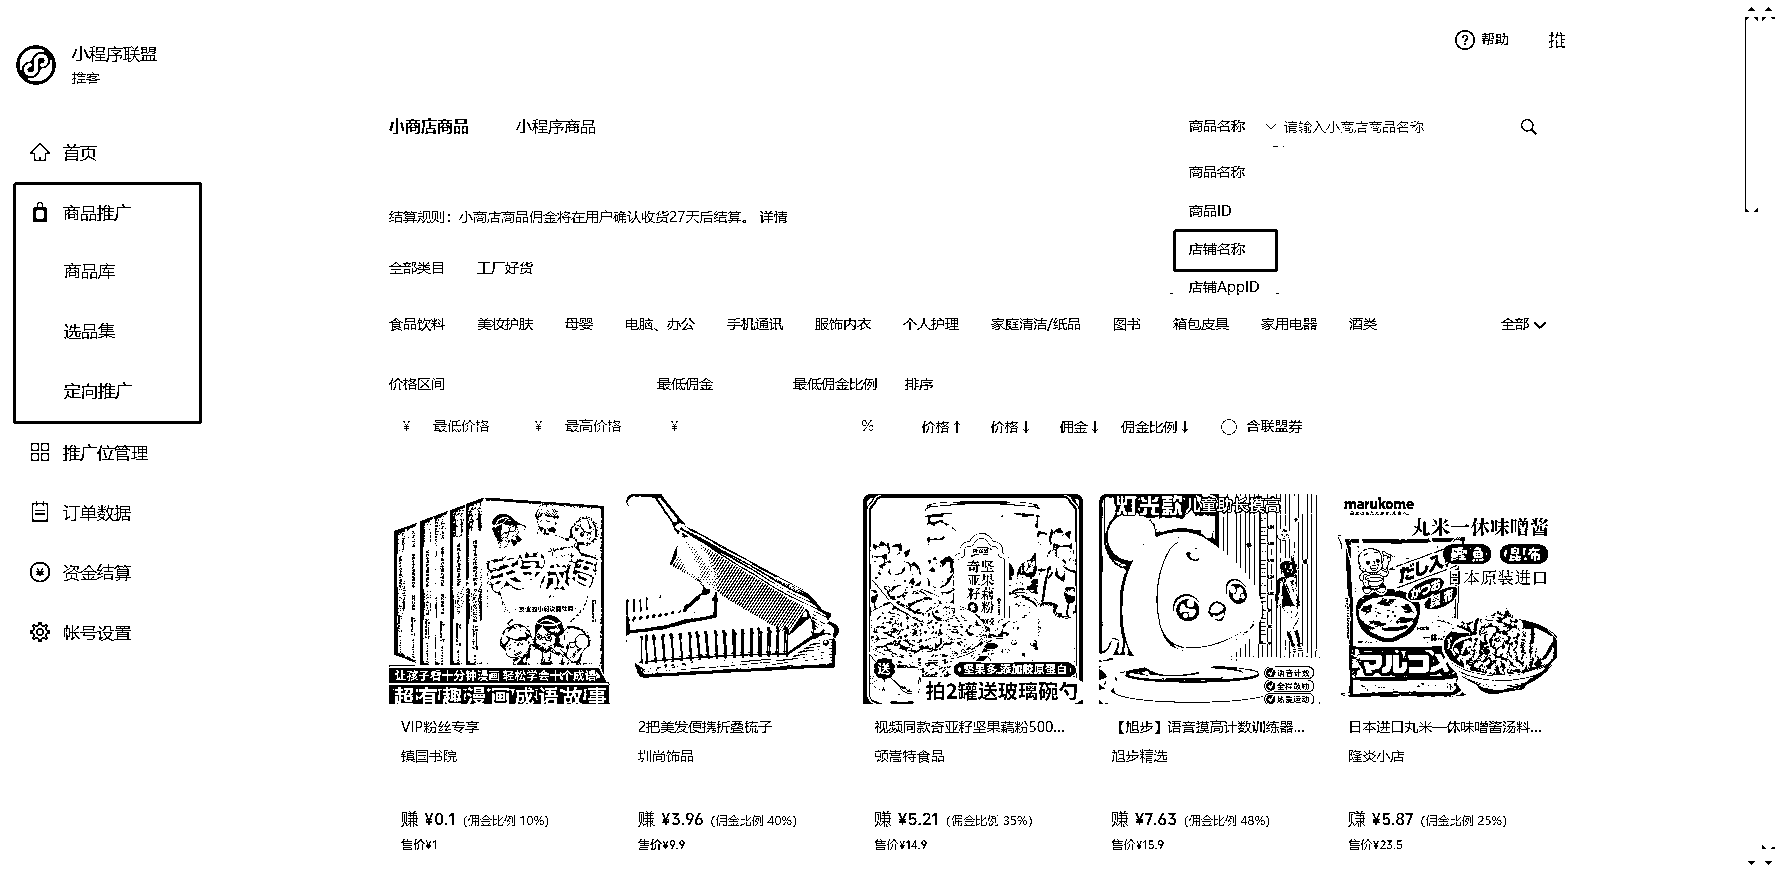 小程序联盟
推客
帮助
推
首页
商品推广
商品库
选品集
定向推广
推广位管理
订单数据
资金结算
帐号设置
小商店商品 小程序商品
商品名称 请输入小商店商品名称
商品名称
商品ID
店铺名称
店铺AppID
结算规则：小商店商品佣金将在用户确认收货27天后结算。 详情
全部类目 工厂好货
食品饮料 美妆护肤 母婴 电脑、办公 手机通讯 服饰内衣 个人护理 家庭清洁/纸品 图书 箱包皮具 家用电器 酒类 全部
价格区间 最低佣金 最低佣金比例 排序
¥ 最低价格 ¥ 最高价格 ¥ % 价格↑ 价格↓ 佣金↓ 佣金比例↓ 含联盟券
让孩子看十分钟漫画 轻松学会十个成语
超有趣漫画成语故事
奇亚籽
坚果藕粉
送
拍2罐送玻璃碗勺
灯光款 儿童助长摸高
语音计数
marukome
丸米一休味噌酱
日本原装进口
マルコメ
VIP粉丝专享
镇国书院
赚 ¥0.1 (佣金比例 10%)
售价¥1
2把美发便携折叠梳子
圳尚饰品
赚 ¥3.96 (佣金比例 40%)
售价¥9.9
视频同款奇亚籽坚果藕粉500...
顿嵩特食品
赚 ¥5.21 (佣金比例 35%)
售价¥14.9
【旭步】语音摸高计数训练器...
旭步精选
赚 ¥7.63 (佣金比例 48%)
售价¥15.9
日本进口丸米一休味噌酱汤料...
隆炎小店
赚 ¥5.87 (佣金比例 25%)
售价¥23.5